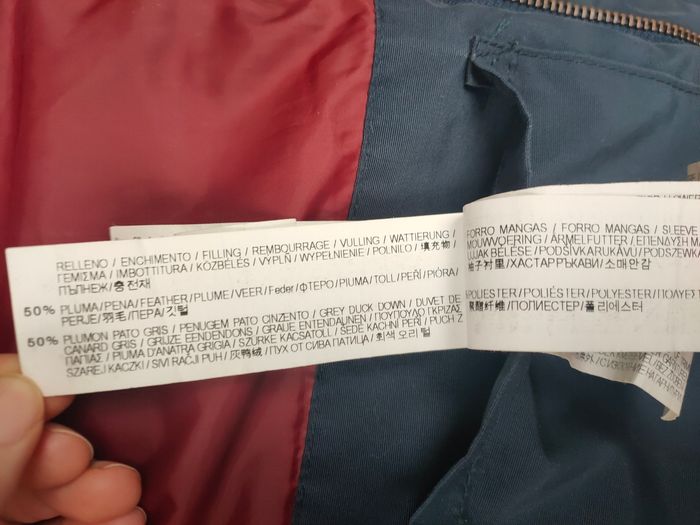 RELLENO / ENCHIMENTO / FILLING / REMBOURRAGE / VULLING / WATTIERUNG /
ΓΕΜΙΣΜΑ / IMBOTTITURA / KÖZBÉLÉS / VÝPLŇ / WYPEŁNIENIE / POLNILO / 填充物 /
ПЪЛНЕЖ / 충전재
50% PLUMA / PENA / FEATHER / PLUME / VEER / Feder / ΦΤΕΡΟ / PIUMA / TOLL / PEŘÍ / PIÓRA /
PERJE / 羽毛 / ПЕРА / 깃털
50% PLUMON PATO GRIS / PENUGEM PATO CINZENTO / GREY DUCK DOWN / DUVET DE
CANARD GRIS / GRIJZE EENDENDONS / GRAUE ENTENDAUNEN / ΠΟΥΠΟΥΛΟ ΓΚΡΙΖΑΣ
ΠΑΠΙΑΣ / PIUMA D'ANATRA GRIGIA / SZÜRKE KACSATOLL / ŠEDÉ KACHNÍ PEŘÍ / PUCH Z
SZAREJ KACZKI / SIVI RAČJI PUH / 灰鸭绒 / ПУХ ОТ СИВА ПАТИЦА / 회색 오리 털
FORRO MANGAS / FORRO MANGAS / SLEEVE
MOUWVOERING / ÄRMELFUTTER / ΕΠΕΝΔΥΣΗ
UJJAK BÉLÉSE / PODŠÍVKA RUKÁVŮ / PODSZEWKA
袖子衬里 / ХАСТАР РЪКАВИ / 소매 안감
POLIESTER / POLIÉSTER / POLYESTER / ΠΟΛΥΕΣΤ
聚酯纤维 / ПОЛИЕСТЕР / 폴리에스터